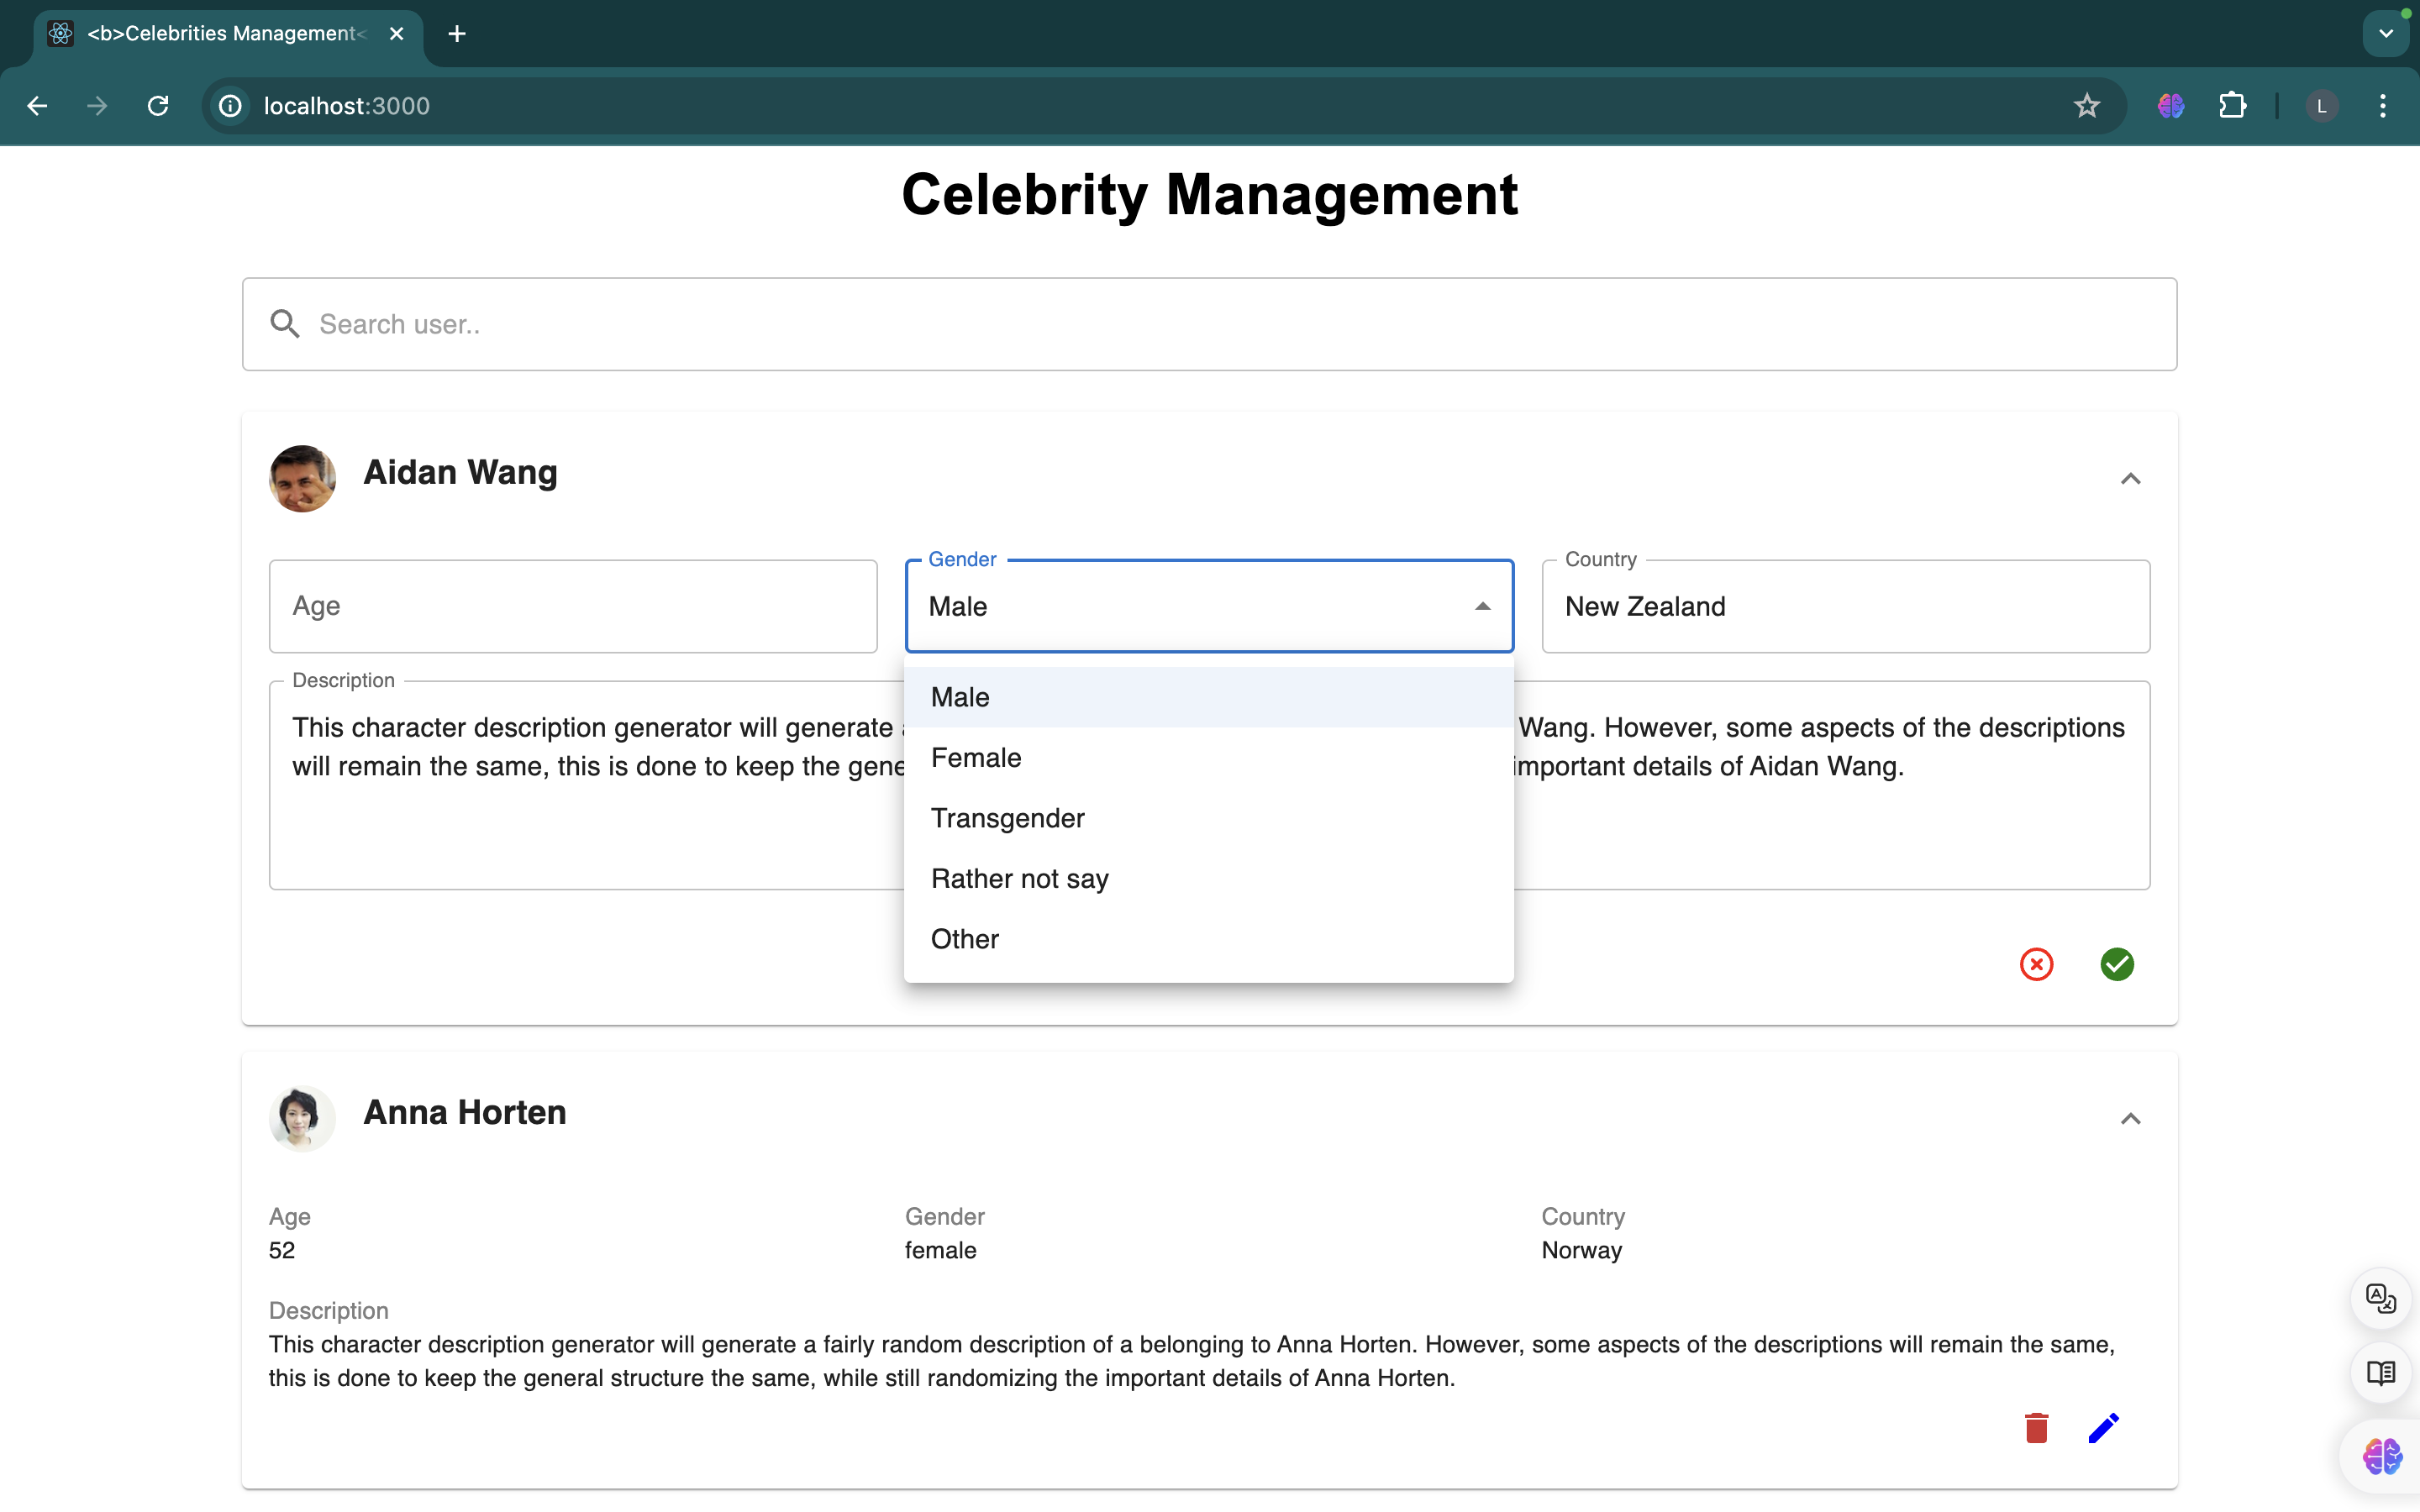 <b>Celebrities Management<
localhost:3000
L
Celebrity Management
Search user..
Aidan Wang
Age
Gender
Male
Country
New Zealand
Description
This character description generator will generate
Wang. However, some aspects of the descriptions
will remain the same, this is done to keep the gene
important details of Aidan Wang.
Male
Female
Transgender
Rather not say
Other
Anna Horten
Age
Gender
Country
52
female
Norway
Description
This character description generator will generate a fairly random description of a belonging to Anna Horten. However, some aspects of the descriptions will remain the same,
this is done to keep the general structure the same, while still randomizing the important details of Anna Horten.